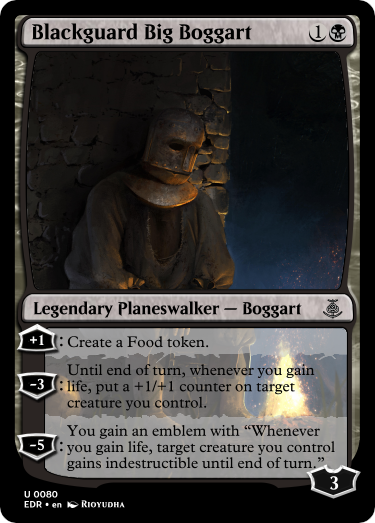 Blackguard Big Boggart 1
Legendary Planeswalker — Boggart
+1: Create a Food token.
Until end of turn, whenever you gain
-3: life, put a +1/+1 counter on target
creature you control.
You gain an emblem with “Whenever
-5: you gain life, target creature you control
gains indestructible until end of turn.”
3
U 0080
EDR • en Rioyudha